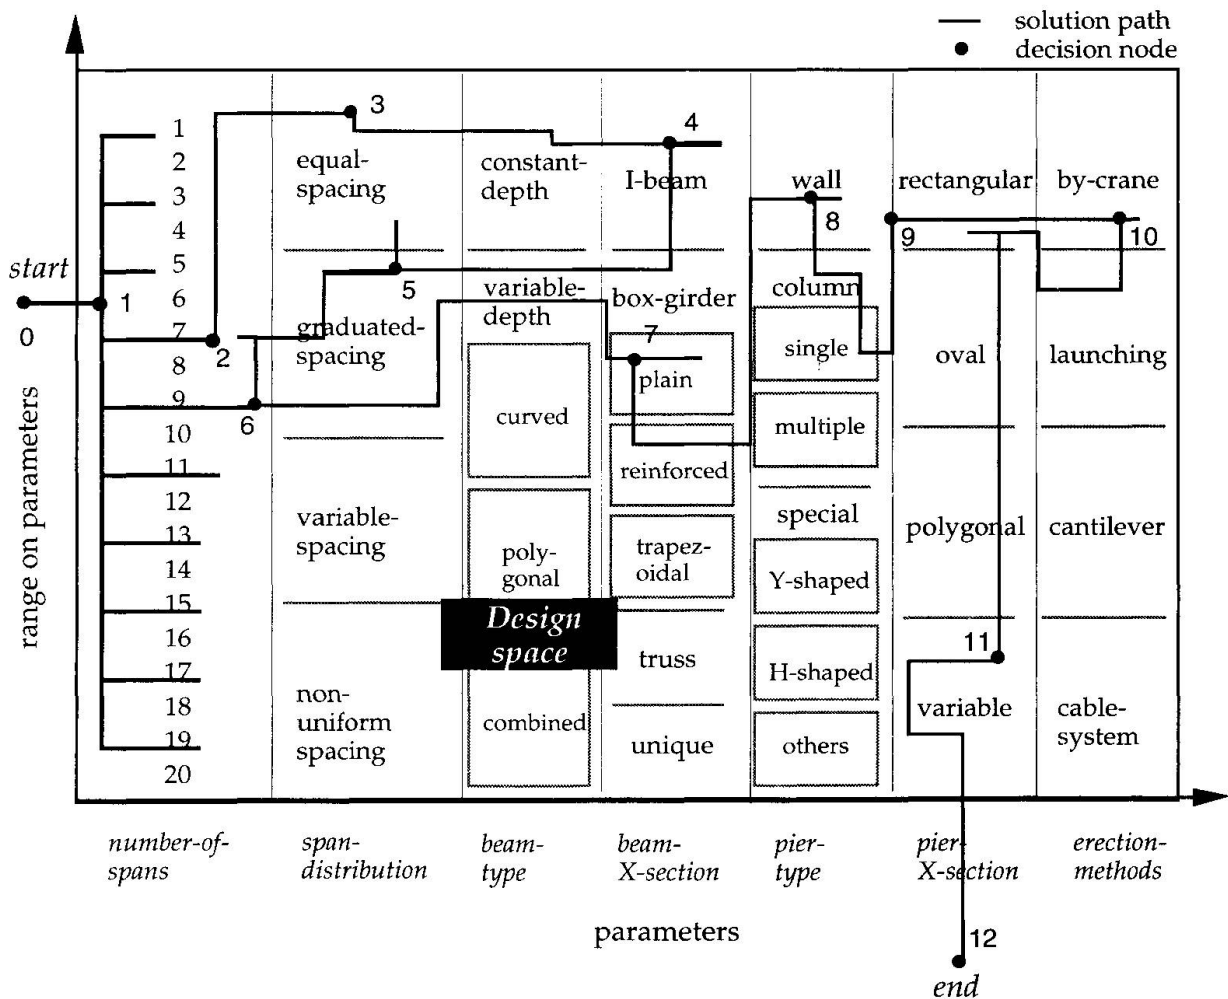 solution path
decision node
range on parameters
start
0
1
2
3
4
5
6
7
8
9
10
11
12
13
14
15
16
17
18
19
20
1
2
3
4
5
6
7
8
9
10
11
12
end
equal-
spacing
graduated-
spacing
variable-
spacing
non-
uniform
spacing
constant-
depth
variable-
depth
curved
poly-
gonal
Design
space
combined
I-beam
box-girder
plain
reinforced
trapez-
oidal
truss
unique
wall
column
single
multiple
special
Y-shaped
H-shaped
others
rectangular
oval
polygonal
variable
by-crane
launching
cantilever
cable-
system
number-of-
spans
span-
distribution
beam-
type
beam-
X-section
pier-
type
pier-
X-section
erection-
methods
parameters